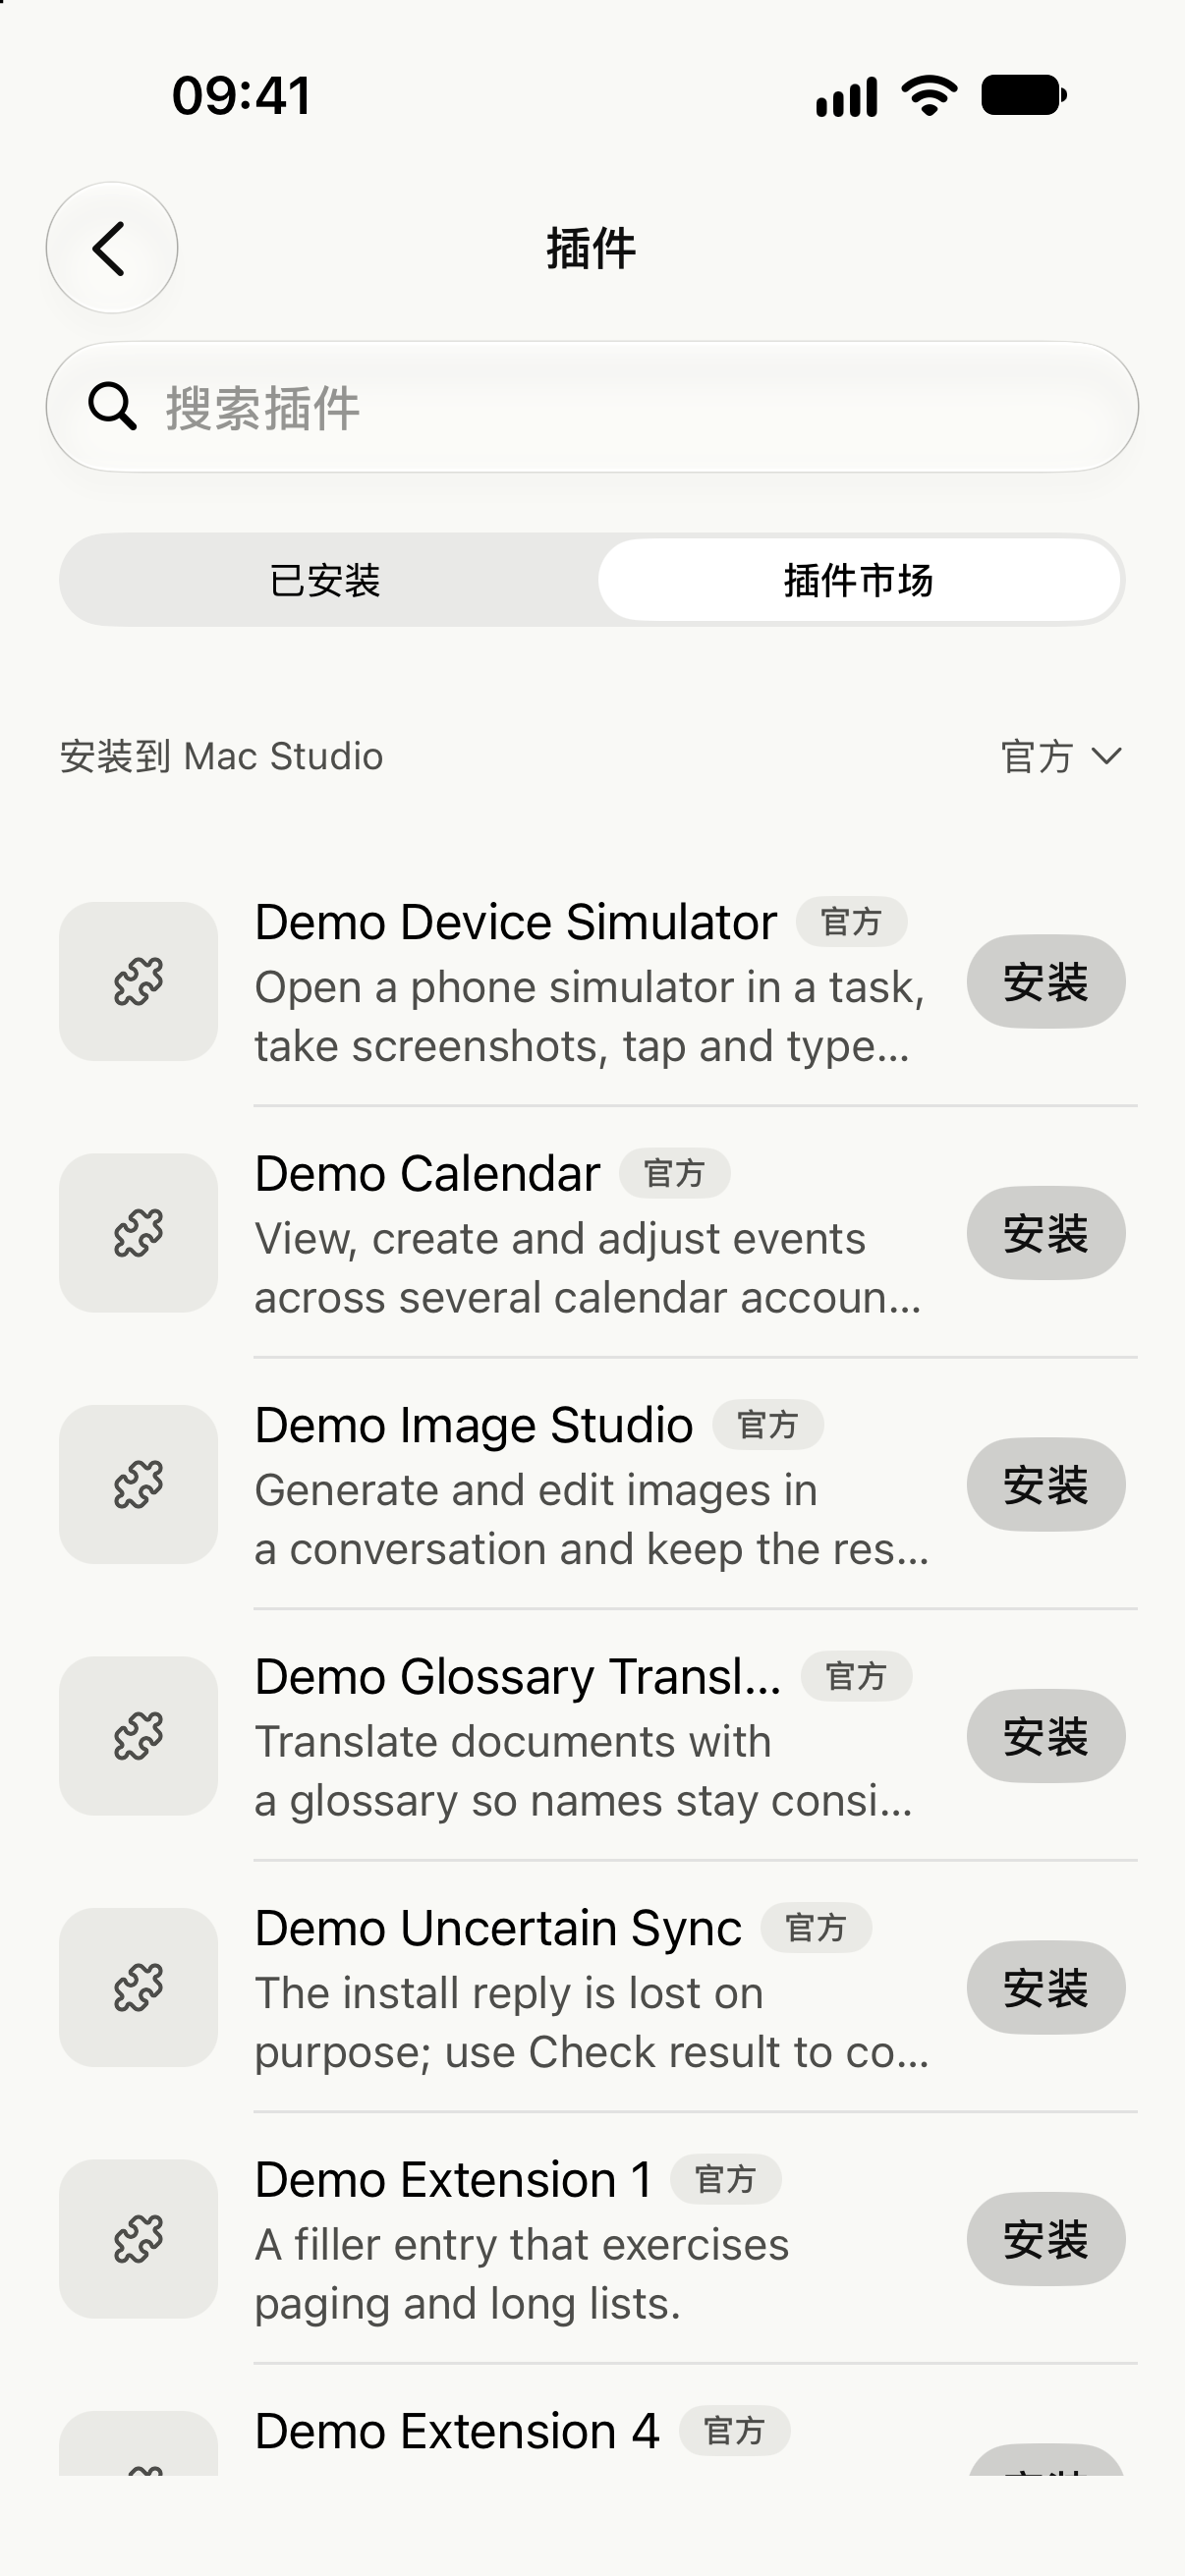 09:41
插件
搜索插件
已安装
插件市场
安装到 Mac Studio
官方
Demo Device Simulator 官方
Open a phone simulator in a task,
take screenshots, tap and type...
安装
Demo Calendar 官方
View, create and adjust events
across several calendar accoun...
安装
Demo Image Studio 官方
Generate and edit images in
a conversation and keep the res...
安装
Demo Glossary Transl... 官方
Translate documents with
a glossary so names stay consi...
安装
Demo Uncertain Sync 官方
The install reply is lost on
purpose; use Check result to co...
安装
Demo Extension 1 官方
A filler entry that exercises
paging and long lists.
安装
Demo Extension 4 官方